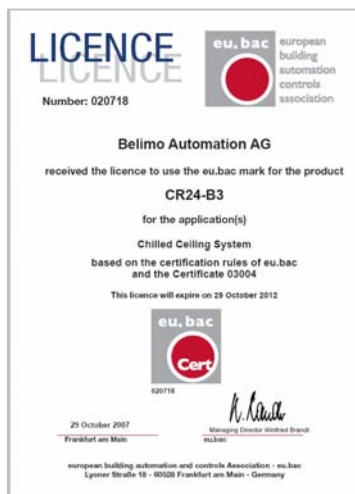 LICENCE
LICENCE
Number: 020718
eu.bac
european
building
automation
controls
association
Belimo Automation AG
received the licence to use the eu.bac mark for the product
CR24-B3
for the application(s)
Chilled Ceiling System
based on the certification rules of eu.bac
and the Certificate 03004
This licence will expire on 29 October 2012
eu.bac
Cert
020718
29 October 2007
Frankfurt am Main
Managing Director Winfried Brandt
eu.bac
european building automation and controls Association - eu.bac
Lyoner Straße 18 - 60528 Frankfurt am Main - Germany